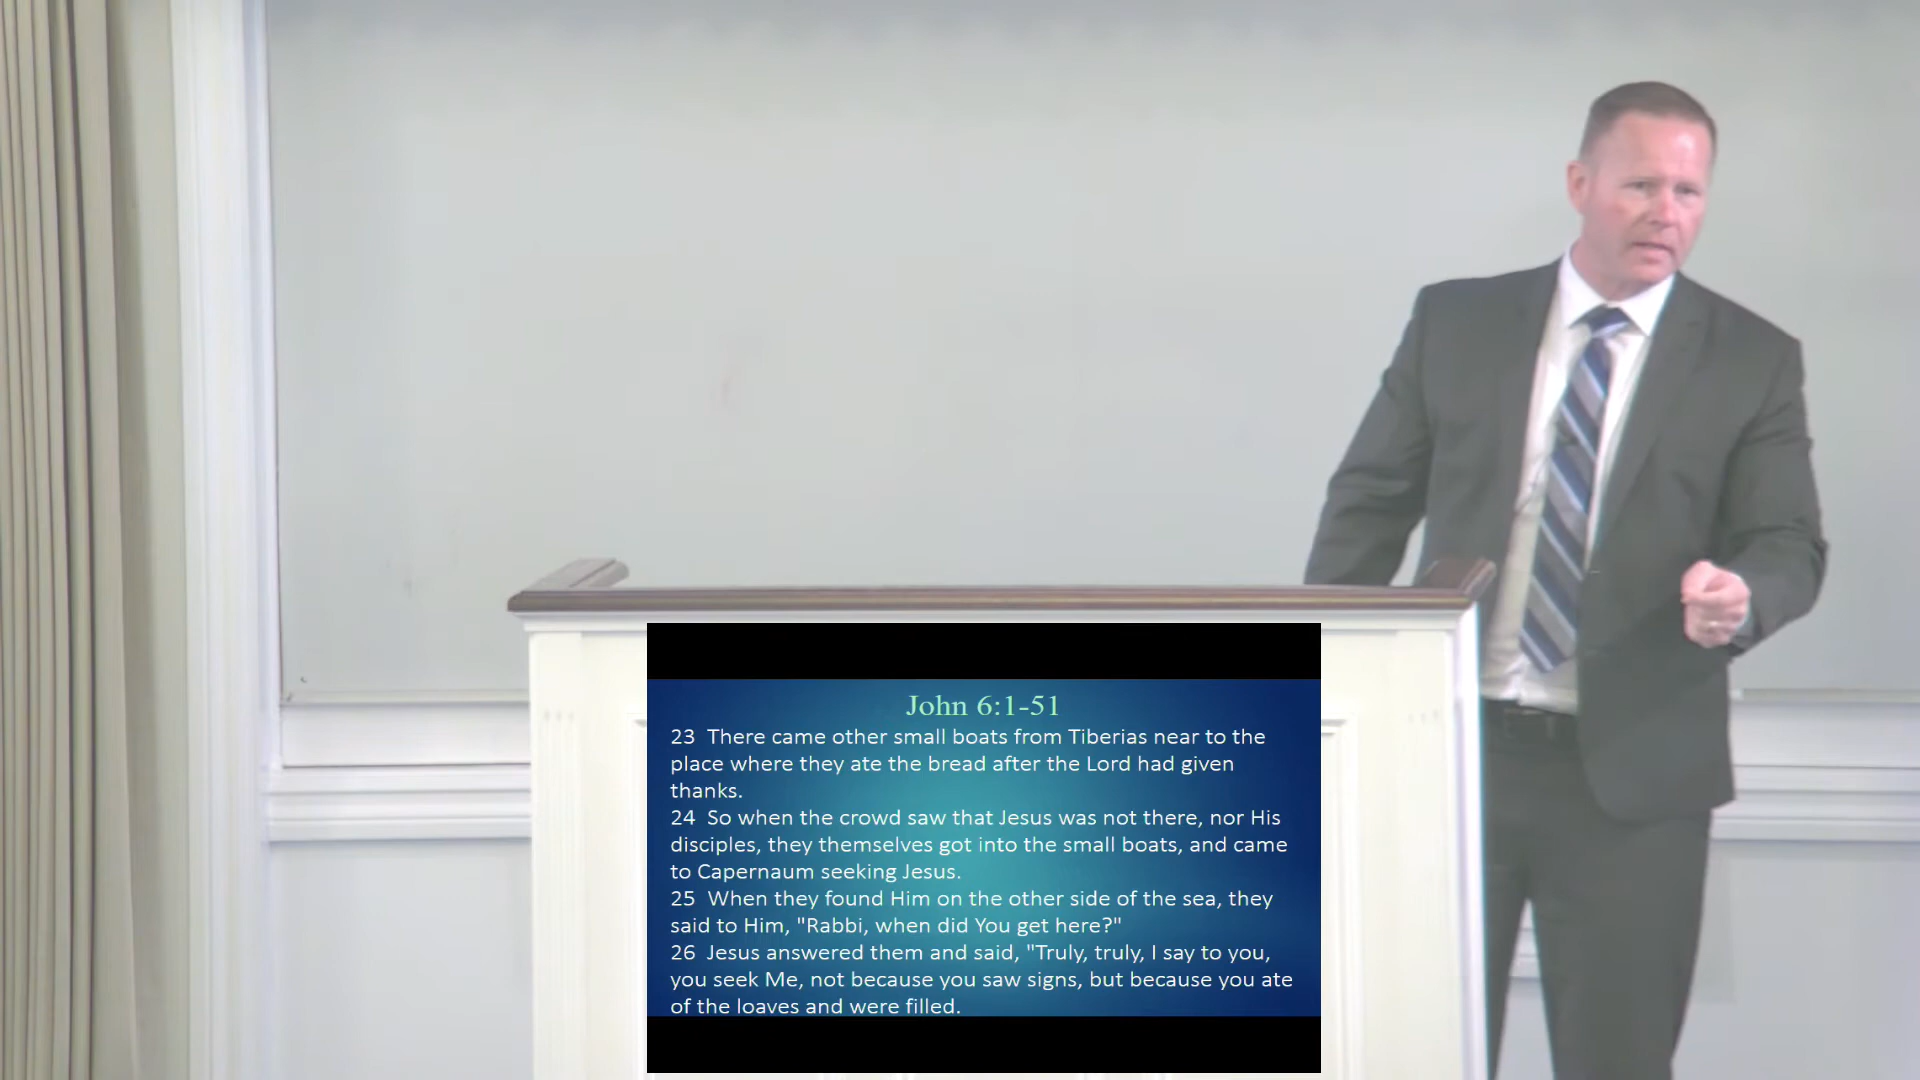 John 6:1-51
23  There came other small boats from Tiberias near to the
place where they ate the bread after the Lord had given
thanks.
24  So when the crowd saw that Jesus was not there, nor His
disciples, they themselves got into the small boats, and came
to Capernaum seeking Jesus.
25  When they found Him on the other side of the sea, they
said to Him, "Rabbi, when did You get here?"
26  Jesus answered them and said, "Truly, truly, I say to you,
you seek Me, not because you saw signs, but because you ate
of the loaves and were filled.